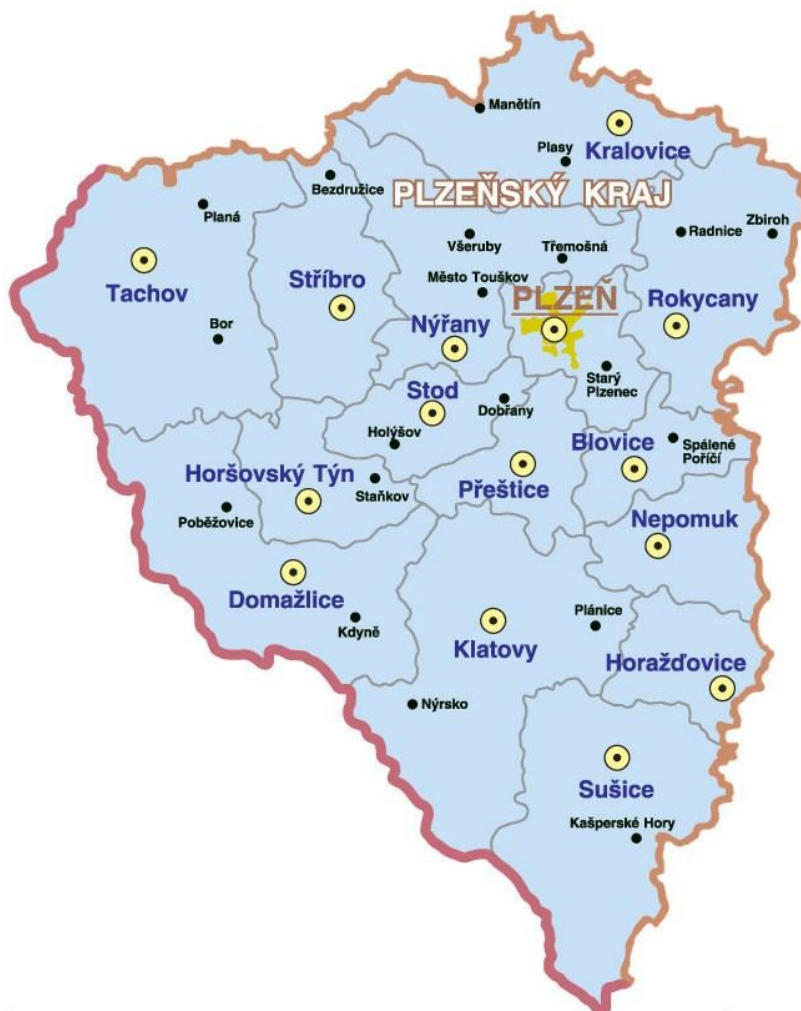 Manětín
Kralovice
Plasy
Bezdružice
PLZEŇSKÝ KRAJ
Planá
Radnice
Zbiroh
Všeruby
Třemošná
Tachov
Stříbro
Město Touškov
PLZEŇ
Rokycany
Bor
Nýřany
Starý
Plzenec
Stod
Dobřany
Holýšov
Blovice
Spálené
Poříčí
Horšovský Týn
Staňkov
Přeštice
Poběžovice
Nepomuk
Domažlice
Kdyně
Klatovy
Plánice
Horažďovice
Nýrsko
Sušice
Kašperské Hory